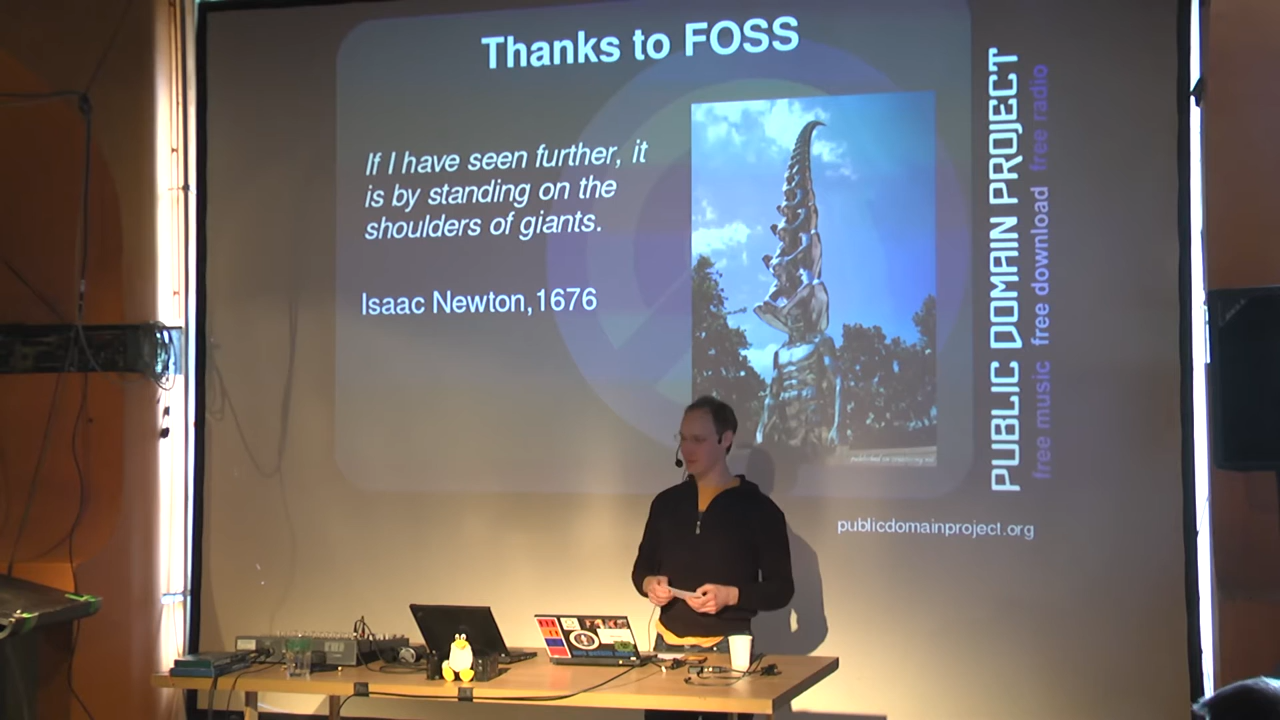 Thanks to FOSS
If I have seen further, it
is by standing on the
shoulders of giants.
Isaac Newton, 1676
PUBLIC DOMAIN PROJECT
free music free download free radio
publicdomainproject.org